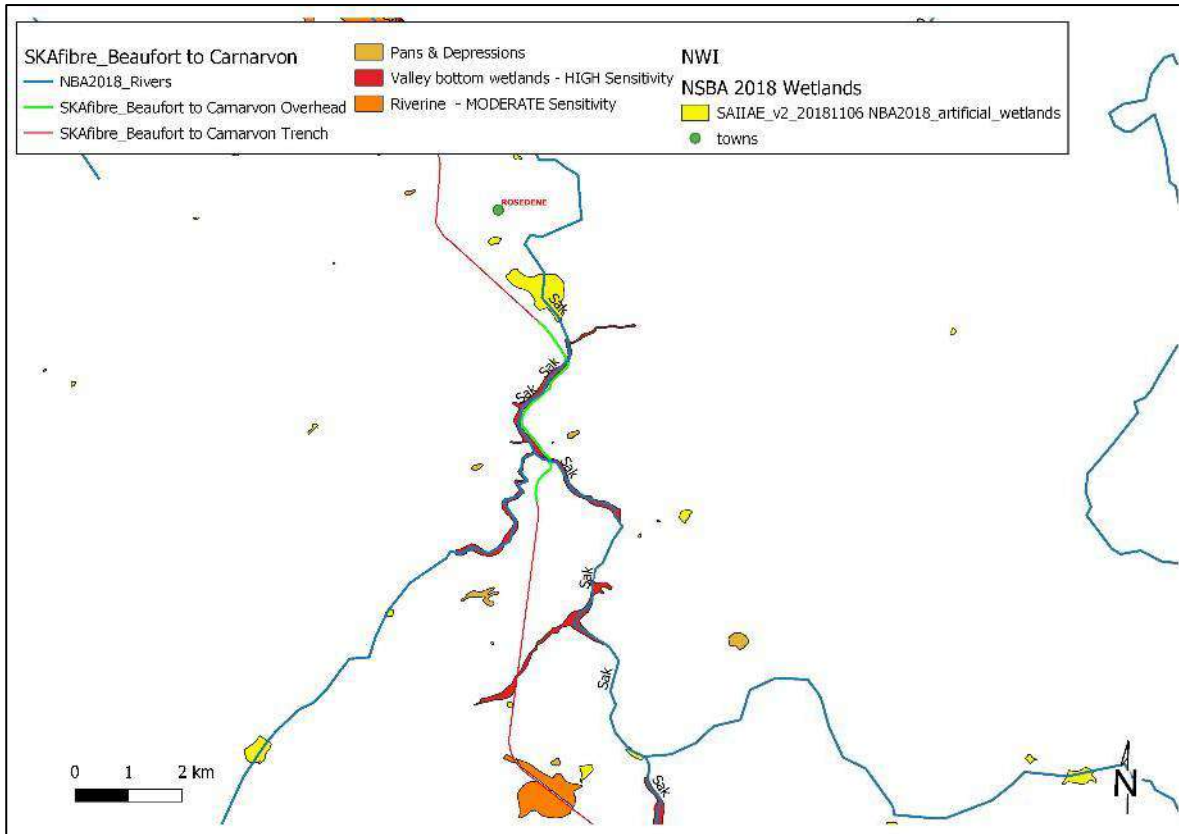 SKAfibre_Beaufort to Carnarvon
NBA2018_Rivers
SKAfibre_Beaufort to Carnarvon Overhead
SKAfibre_Beaufort to Carnarvon Trench
Pans & Depressions
Valley bottom wetlands - HIGH Sensitivity
Riverine - MODERATE Sensitivity
NWI
NSBA 2018 Wetlands
SAIIAE_v2_20181106 NBA2018_artificial_wetlands
towns
ROSEDENE
Sak
Sak
Sak
Sak
Sak
Sak
Sak
0 1 2 km
N